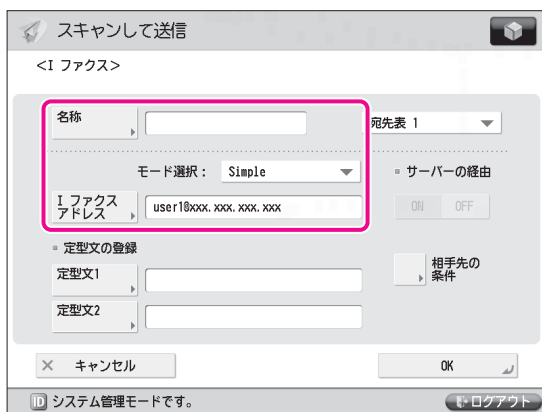 スキャンして送信
<I ファクス>
名称
宛先表 1
モード選択： Simple
サーバーの経由
I ファクス
アドレス
user1@xxx.xxx.xxx.xxx
ON OFF
定型文の登録
定型文1
相手先の
条件
定型文2
× キャンセル
OK
ID システム管理モードです。
ログアウト